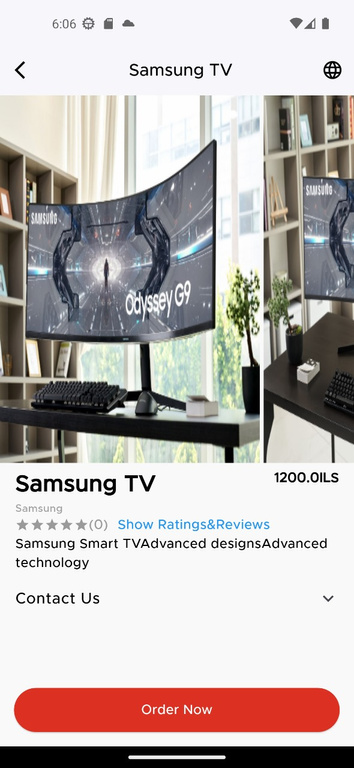 6:06
Samsung TV
SAMSUNG
Odyssey G9
SAMSUNG
Samsung TV
1200.0ILS
Samsung
(0) Show Ratings&Reviews
Samsung Smart TVAdvanced designsAdvanced
technology
Contact Us
Order Now